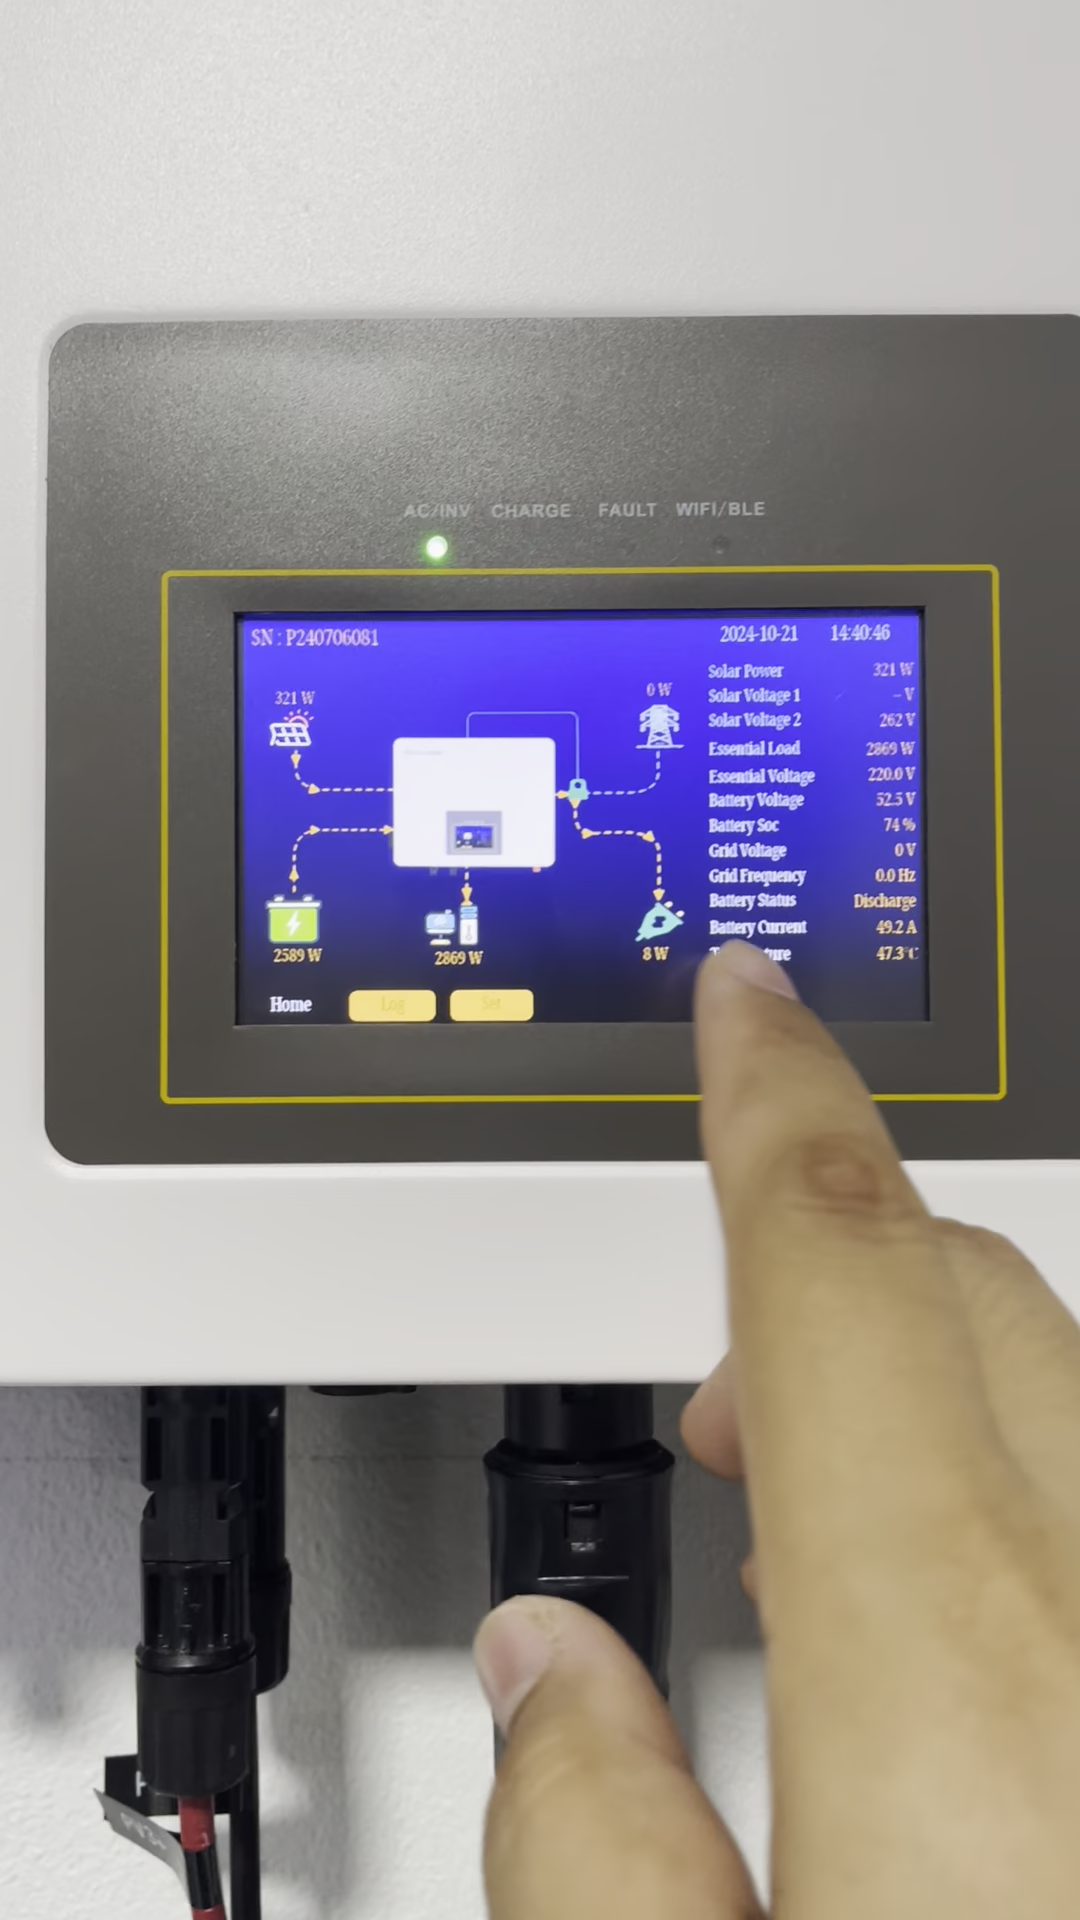 AC/INV CHARGE FAULT WIFI/BLE
SN : P240706081 2024-10-21 14:40:46
321 W
0 W
2589 W
2869 W
8 W
Solar Power 321 W
Solar Voltage 1 – V
Solar Voltage 2 262 V
Essential Load 2869 W
Essential Voltage 220.0 V
Battery Voltage 52.5 V
Battery Soc 74 %
Grid Voltage 0 V
Grid Frequency 0.0 Hz
Battery Status Discharge
Battery Current 49.2 A
47.3°C
Home Log Set